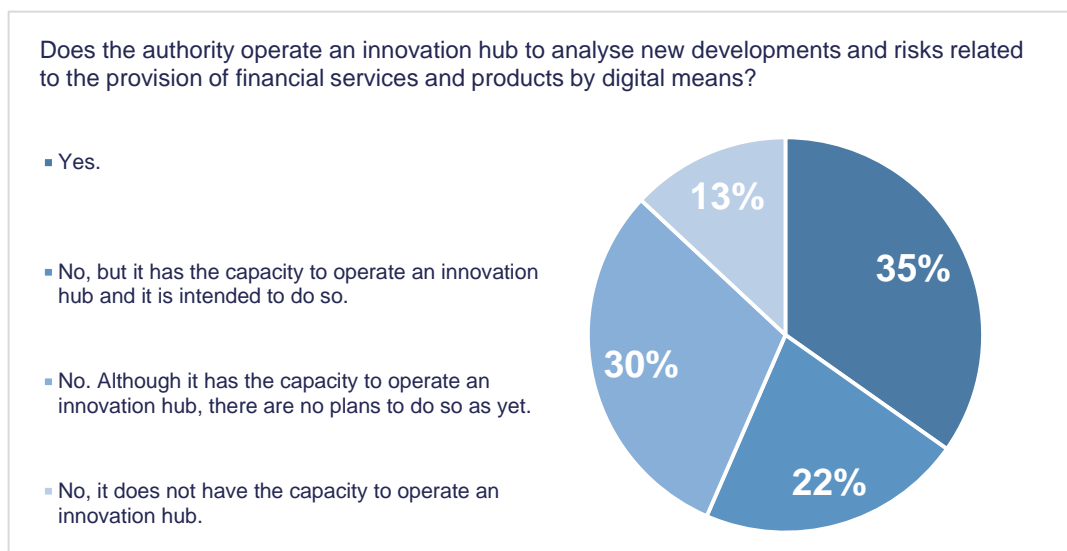 Does the authority operate an innovation hub to analyse new developments and risks related
to the provision of financial services and products by digital means?
Yes.
No, but it has the capacity to operate an innovation
hub and it is intended to do so.
No. Although it has the capacity to operate an
innovation hub, there are no plans to do so as yet.
No, it does not have the capacity to operate an
innovation hub.
13%
35%
30%
22%